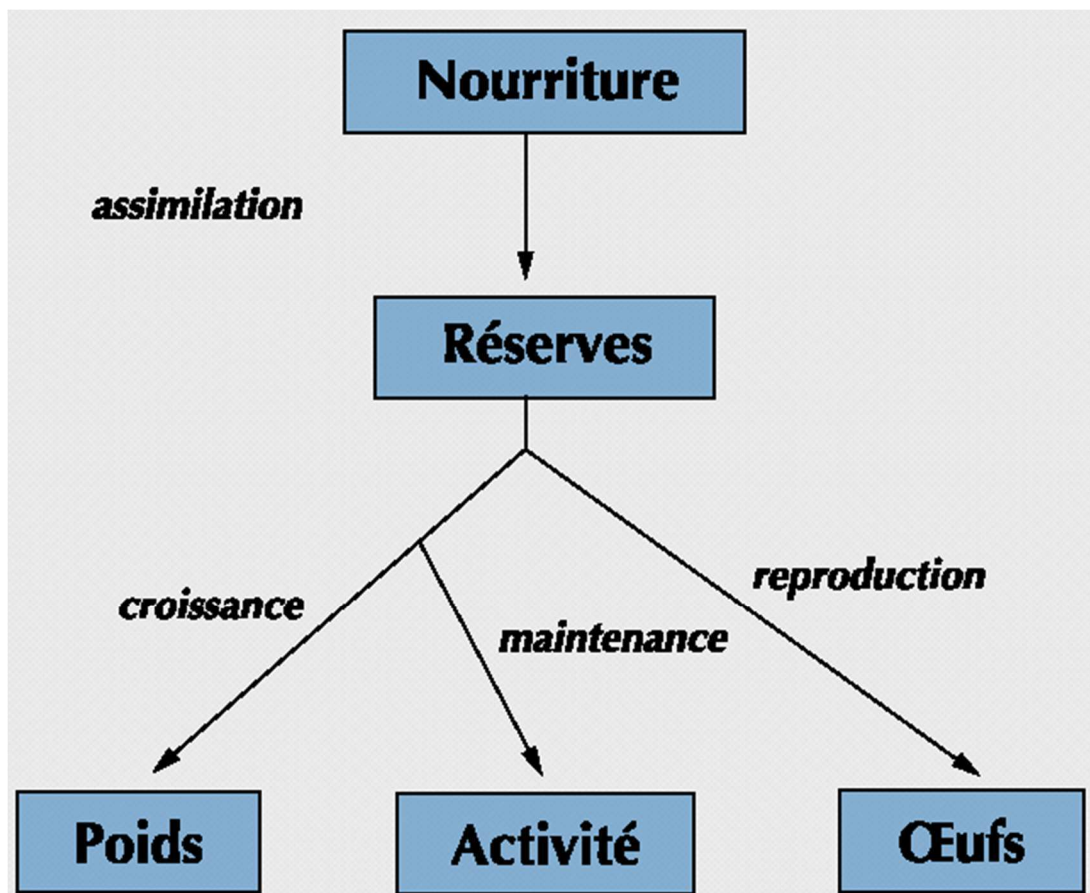 Nourriture
assimilation
Réserves
reproduction
croissance
maintenance
Poids
Activité
Œufs